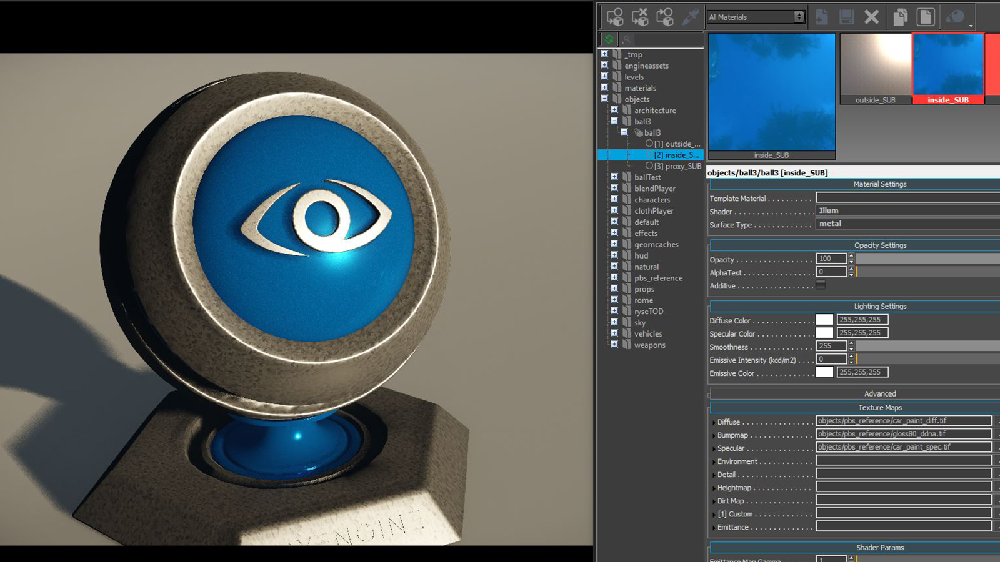 All Materials
_tmp
engineassets
levels
materials
objects
architecture
ball3
ball3
[1] outside_...
[2] inside_S...
[3] proxy_SUB
ballTest
blendPlayer
characters
clothPlayer
default
effects
geomcaches
hud
natural
pbs_reference
props
rome
ryseTOD
sky
vehicles
weapons
inside_SUB
outside_SUB
inside_SUB
objects/ball3/ball3 [inside_SUB]
Material Settings
Template Material
Shader Illum
Surface Type metal
Opacity Settings
Opacity 100
AlphaTest 0
Additive
Lighting Settings
Diffuse Color 255,255,255
Specular Color 255,255,255
Smoothness 255
Emissive Intensity (kcd/m2) 0
Emissive Color 255,255,255
Advanced
Texture Maps
Diffuse objects/pbs_reference/car_paint_diff.tif
Bumpmap objects/pbs_reference/gloss80_ddna.tif
Specular objects/pbs_reference/car_paint_spec.tif
Environment
Detail
Heightmap
Dirt Map
[1] Custom
Emittance
Shader Params
Emittance Map Gamma 1